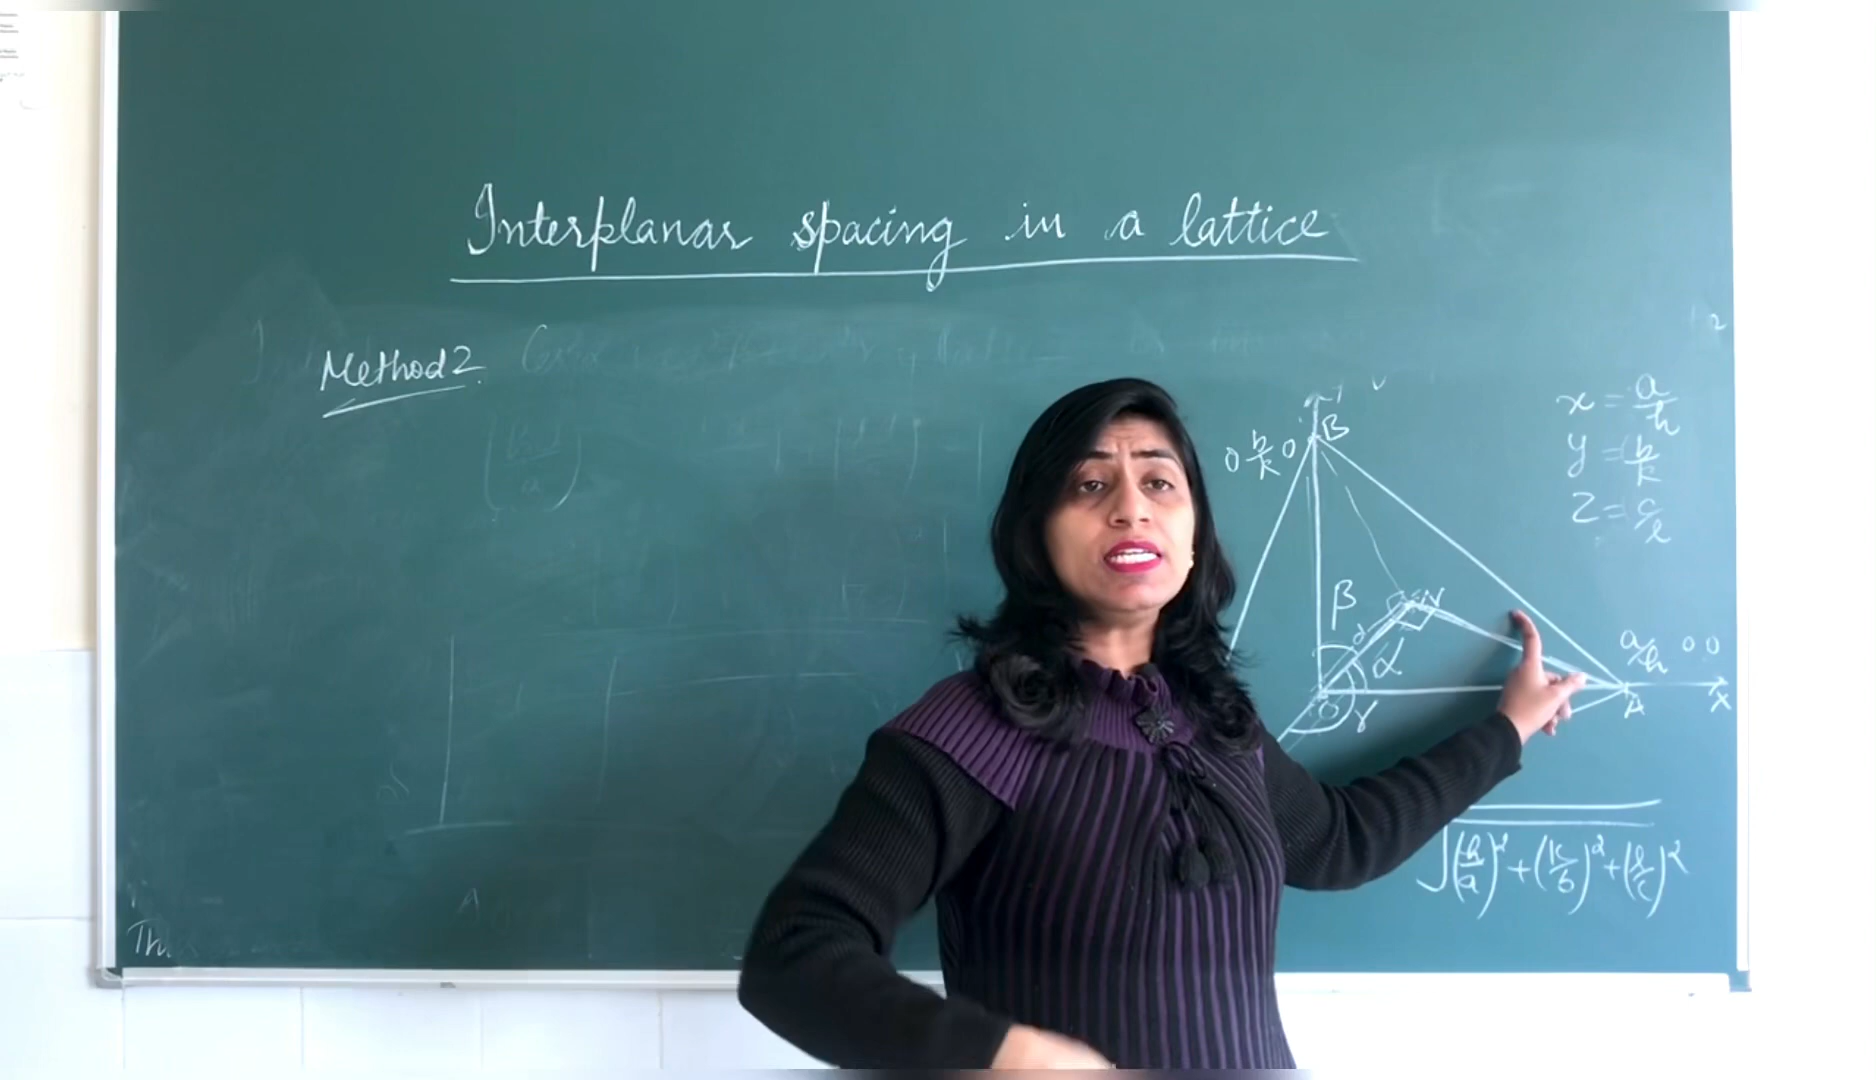 Interplanar spacing in a lattice
Method 2.
x = a/h
y = b/k
z = c/l
B
0 b/k 0
β
N
d
α
a/h 0 0
O
γ
A
X
√(h/a)² + (k/b)² + (l/c)²